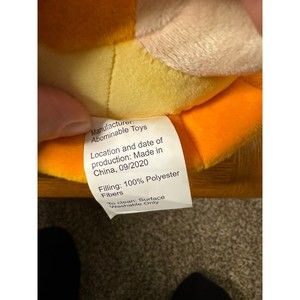 Manufacturer:
Abominable Toys
Location and date of
production: Made in
China, 09/2020
Filling: 100% Polyester
Fibers
To clean: Surface
Washable Only